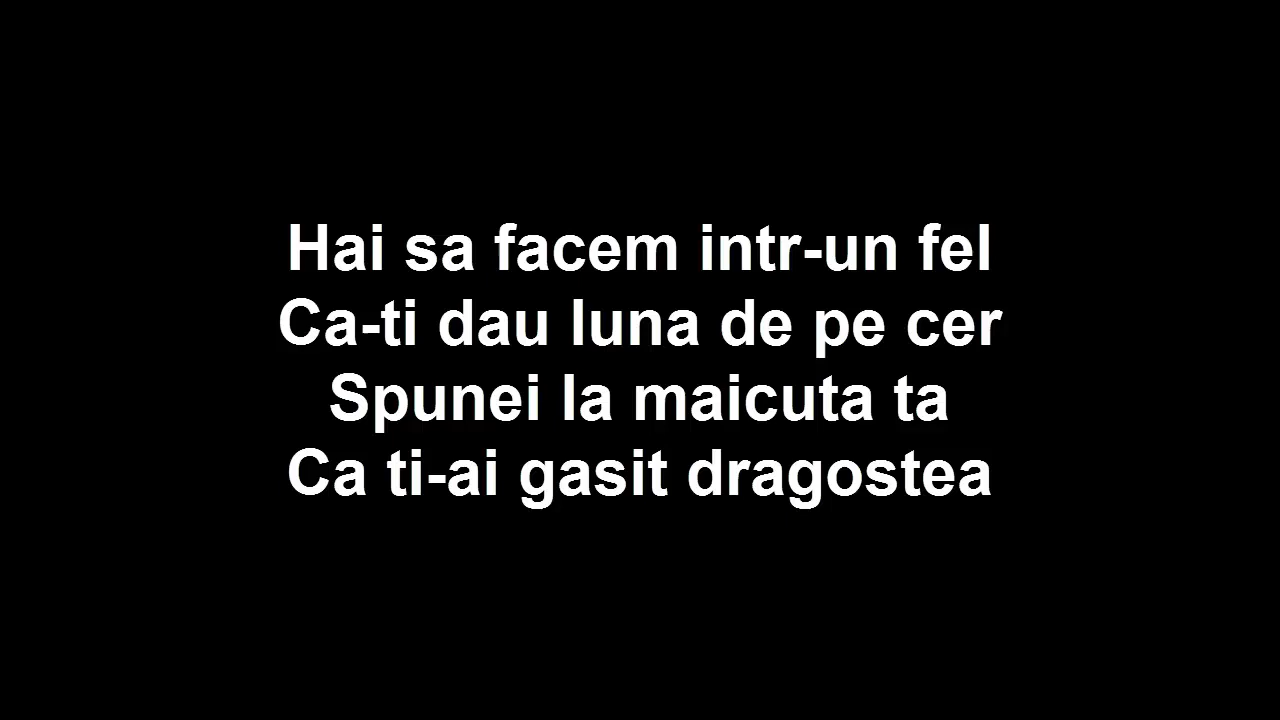 Hai sa facem intr-un fel
Ca-ti dau luna de pe cer
Spunei la maicuta ta
Ca ti-ai gasit dragostea